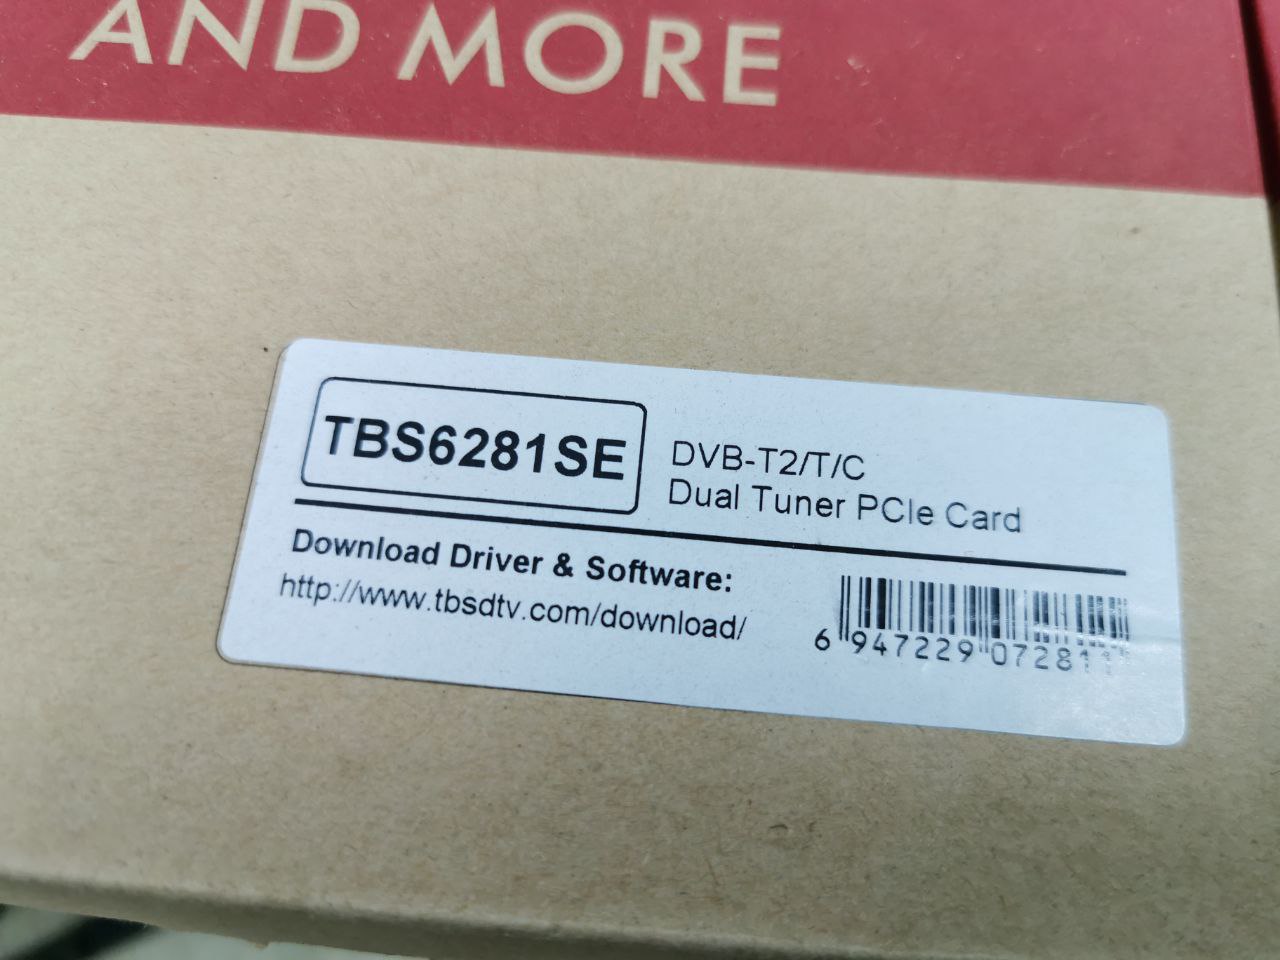 AND MORE
TBS6281SE
DVB-T2/T/C
Dual Tuner PCIe Card
Download Driver & Software:
http://www.tbsdtv.com/download/
6 947229 07281